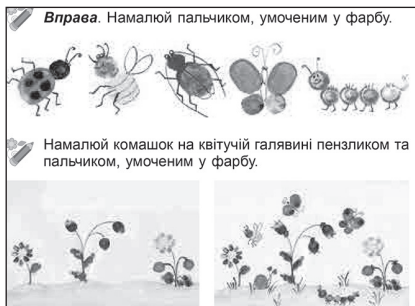 Вправа. Намалюй пальчиком, умоченим у фарбу.
Намалюй комашок на квітучій галявині пензликом та
пальчиком, умоченим у фарбу.